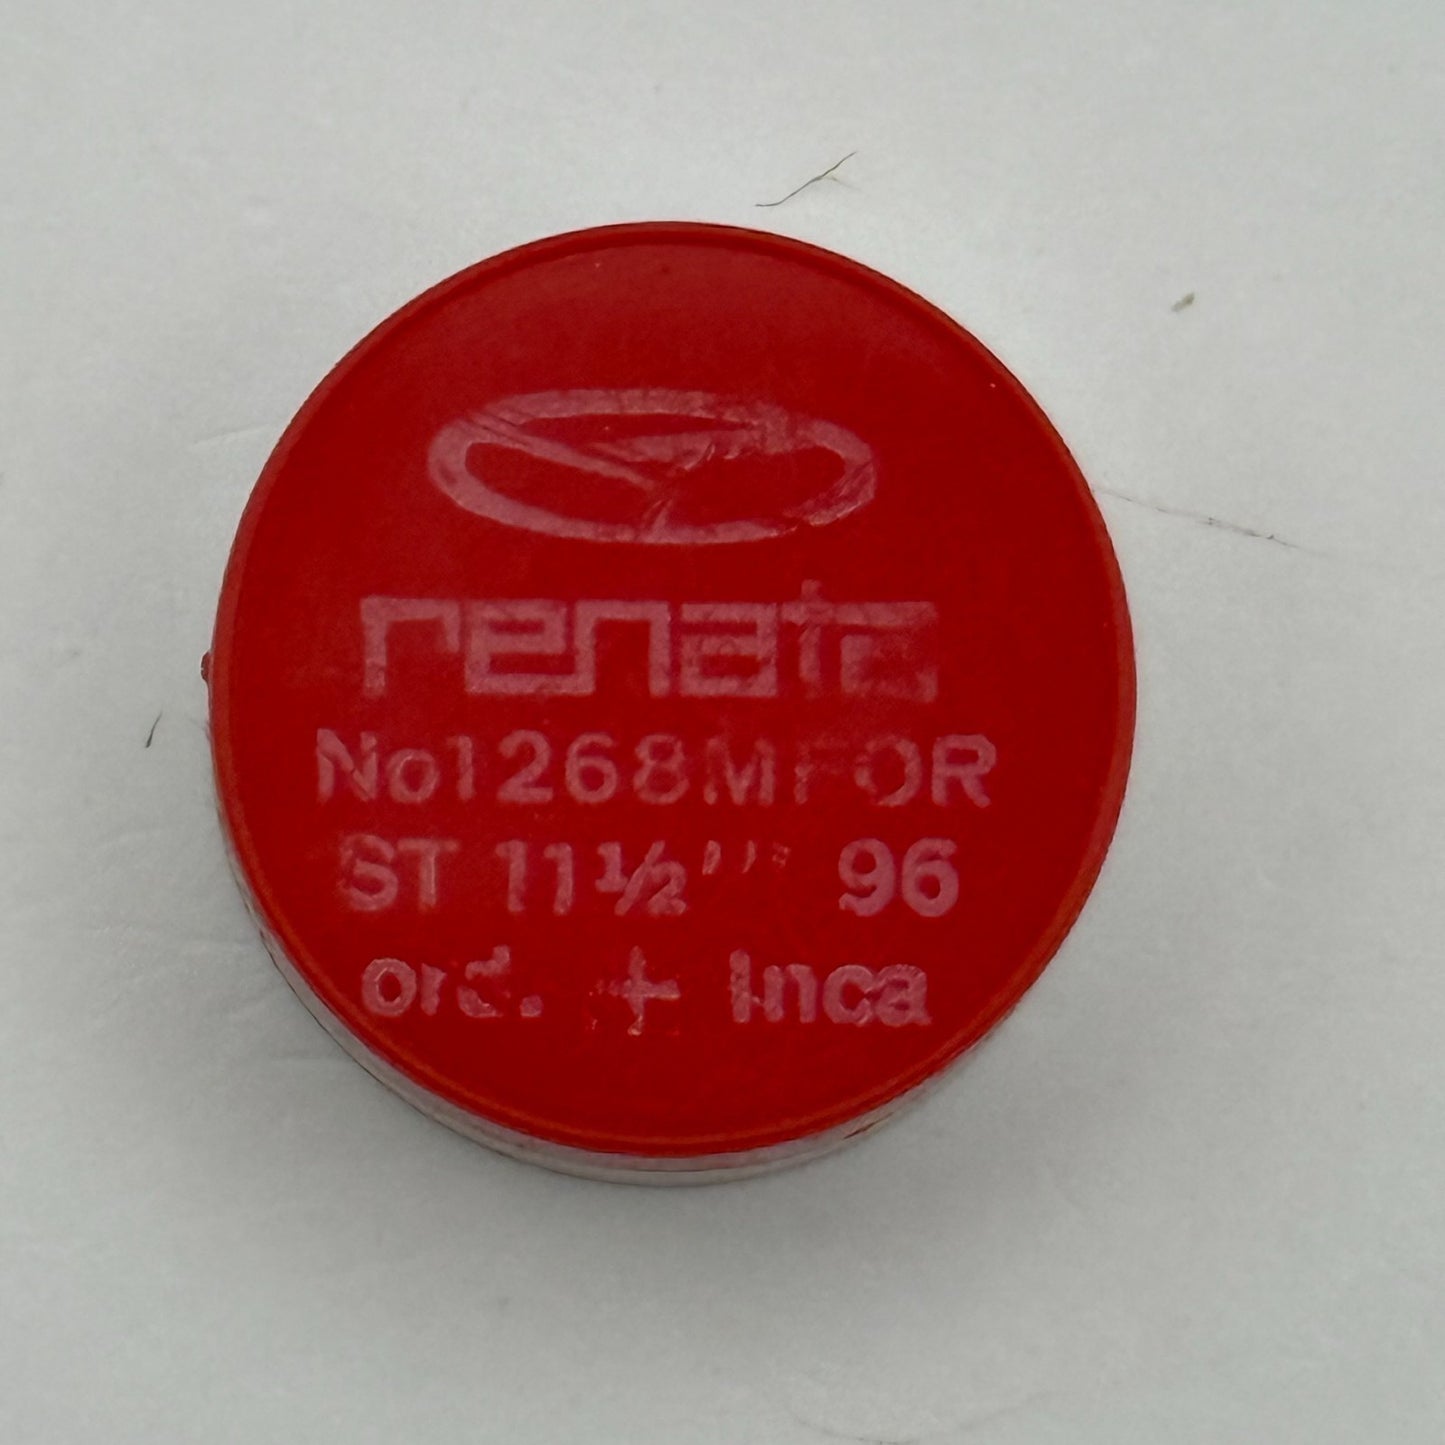 renata
No1268MFOR
ST 11½''' 96
ord. + Inca